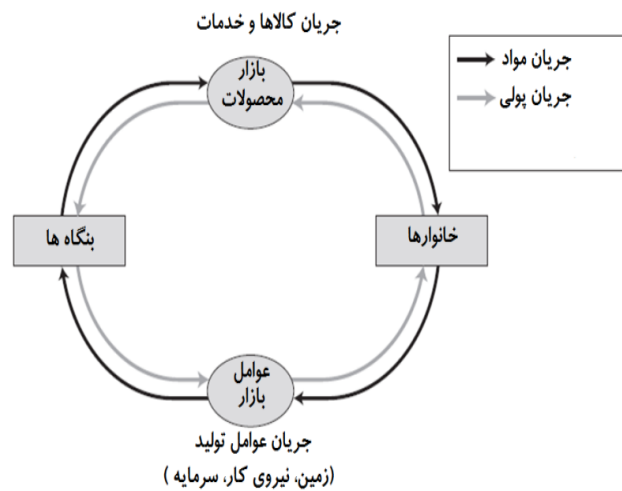 جریان کالاها و خدمات
بازار
محصولات
جریان مواد
جریان پولی
بنگاه ها
خانوارها
عوامل
بازار
جریان عوامل تولید
(زمین، نیروی کار، سرمایه )